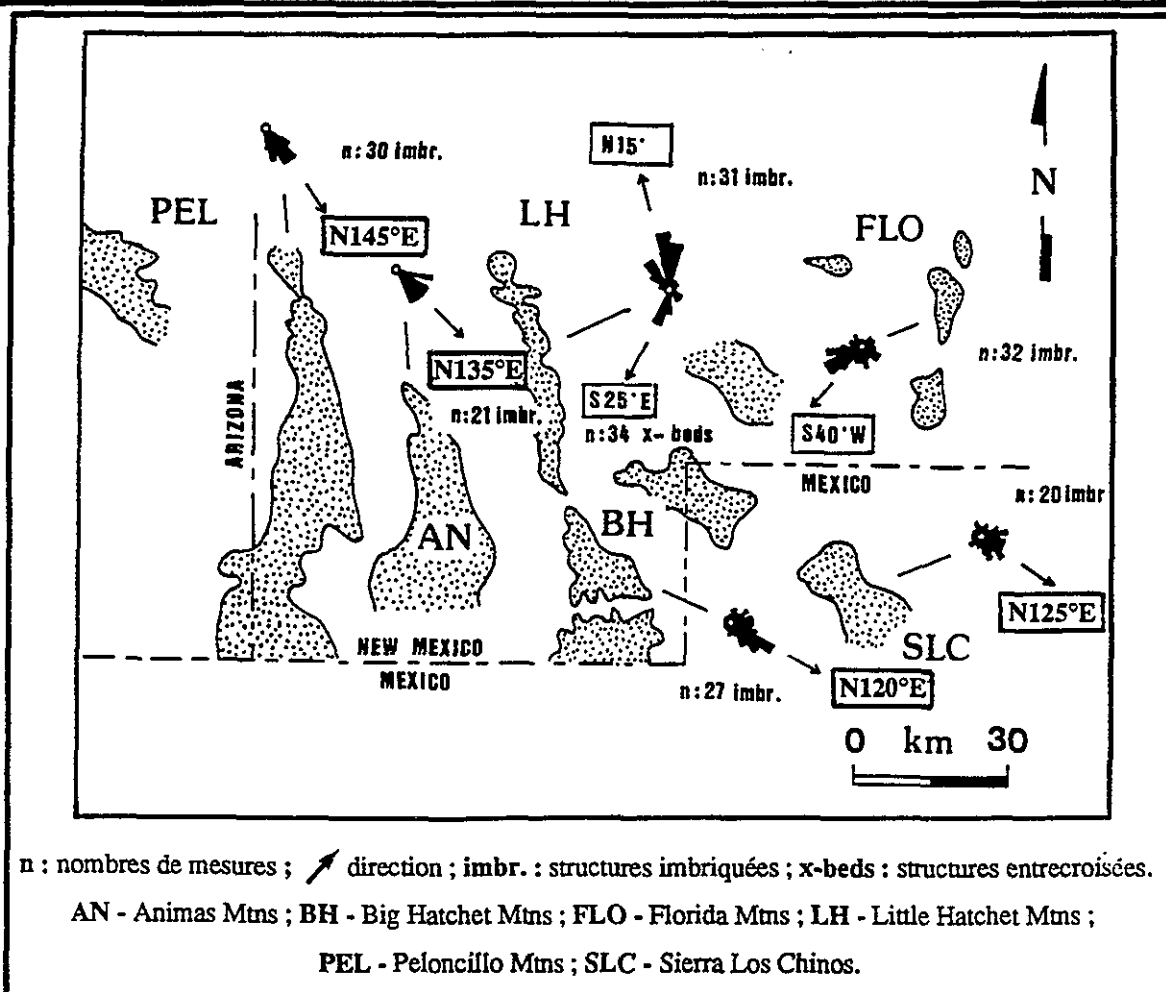 n:30 imbr.
N15°
n:31 imbr.
N
PEL
LH
FLO
N145°E
N135°E
n:32 imbr.
ARIZONA
n:21 imbr.
S25°E
S40°W
n:34 x-beds
MEXICO
n:20 imbr
BH
AN
N125°E
NEW MEXICO
SLC
MEXICO
n:27 imbr.
N120°E
0 km 30
n : nombres de mesures ; direction ; imbr. : structures imbriquées ; x-beds : structures entrecroisées.
AN - Animas Mtns ; BH - Big Hatchet Mtns ; FLO - Florida Mtns ; LH - Little Hatchet Mtns ;
PEL - Peloncillo Mtns ; SLC - Sierra Los Chinos.